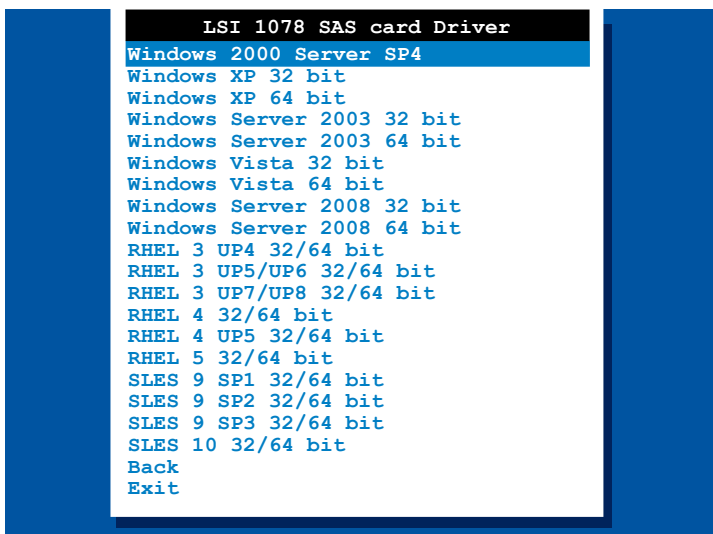 LSI 1078 SAS card Driver
Windows 2000 Server SP4
Windows XP 32 bit
Windows XP 64 bit
Windows Server 2003 32 bit
Windows Server 2003 64 bit
Windows Vista 32 bit
Windows Vista 64 bit
Windows Server 2008 32 bit
Windows Server 2008 64 bit
RHEL 3 UP4 32/64 bit
RHEL 3 UP5/UP6 32/64 bit
RHEL 3 UP7/UP8 32/64 bit
RHEL 4 32/64 bit
RHEL 4 UP5 32/64 bit
RHEL 5 32/64 bit
SLES 9 SP1 32/64 bit
SLES 9 SP2 32/64 bit
SLES 9 SP3 32/64 bit
SLES 10 32/64 bit
Back
Exit